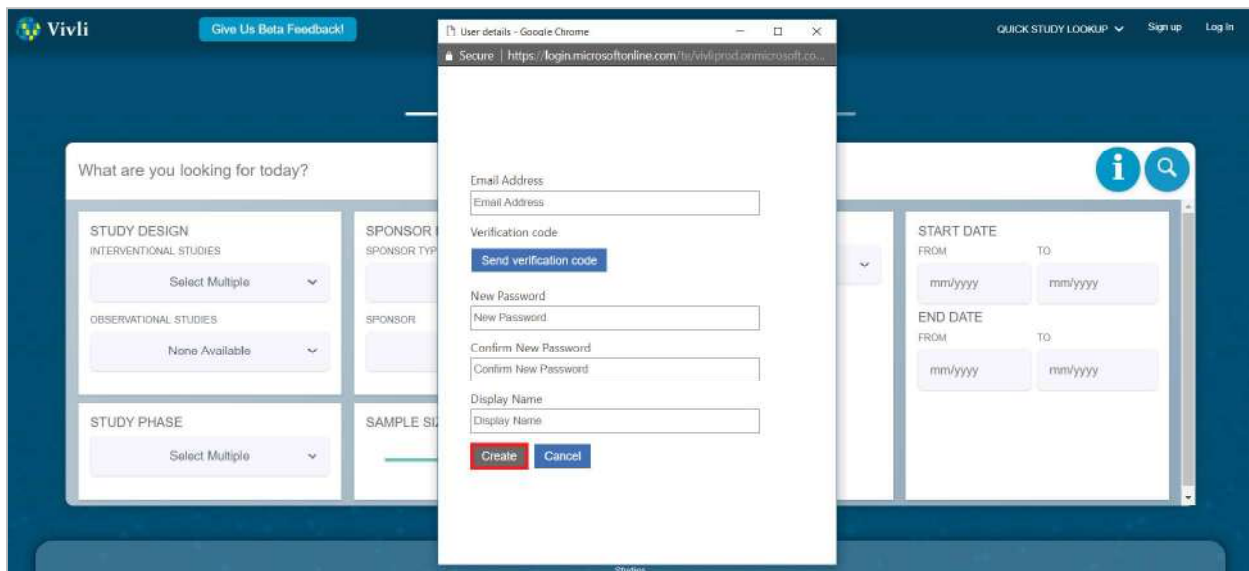 Vivli
Give Us Beta Feedback!
QUICK STUDY LOOKUP
Sign up
Log In
User details - Google Chrome
Secure | https://login.microsoftonline.com/te/vivliprod.onmicrosoft.co...
What are you looking for today?
i
STUDY DESIGN
INTERVENTIONAL STUDIES
Select Multiple
OBSERVATIONAL STUDIES
None Available
STUDY PHASE
Select Multiple
SPONSOR
SPONSOR TYP
SPONSOR
SAMPLE SI
Email Address
Email Address
Verification code
Send verification code
New Password
New Password
Confirm New Password
Confirm New Password
Display Name
Display Name
Create
Cancel
START DATE
FROM
TO
mm/yyyy
mm/yyyy
END DATE
FROM
TO
mm/yyyy
mm/yyyy
Studies